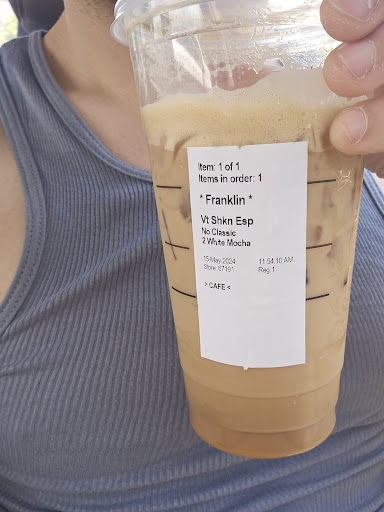 Item: 1 of 1
Items in order: 1
* Franklin *
Vt Shkn Esp
No Classic
2 White Mocha
15-May-2024 11:54:10 AM
Store: 67191 Reg 1
> CAFE <